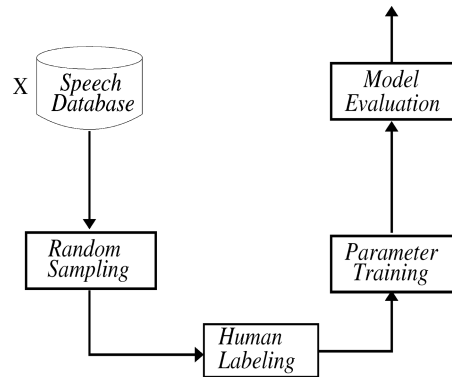 X
Speech
Database
Random
Sampling
Human
Labeling
Parameter
Training
Model
Evaluation